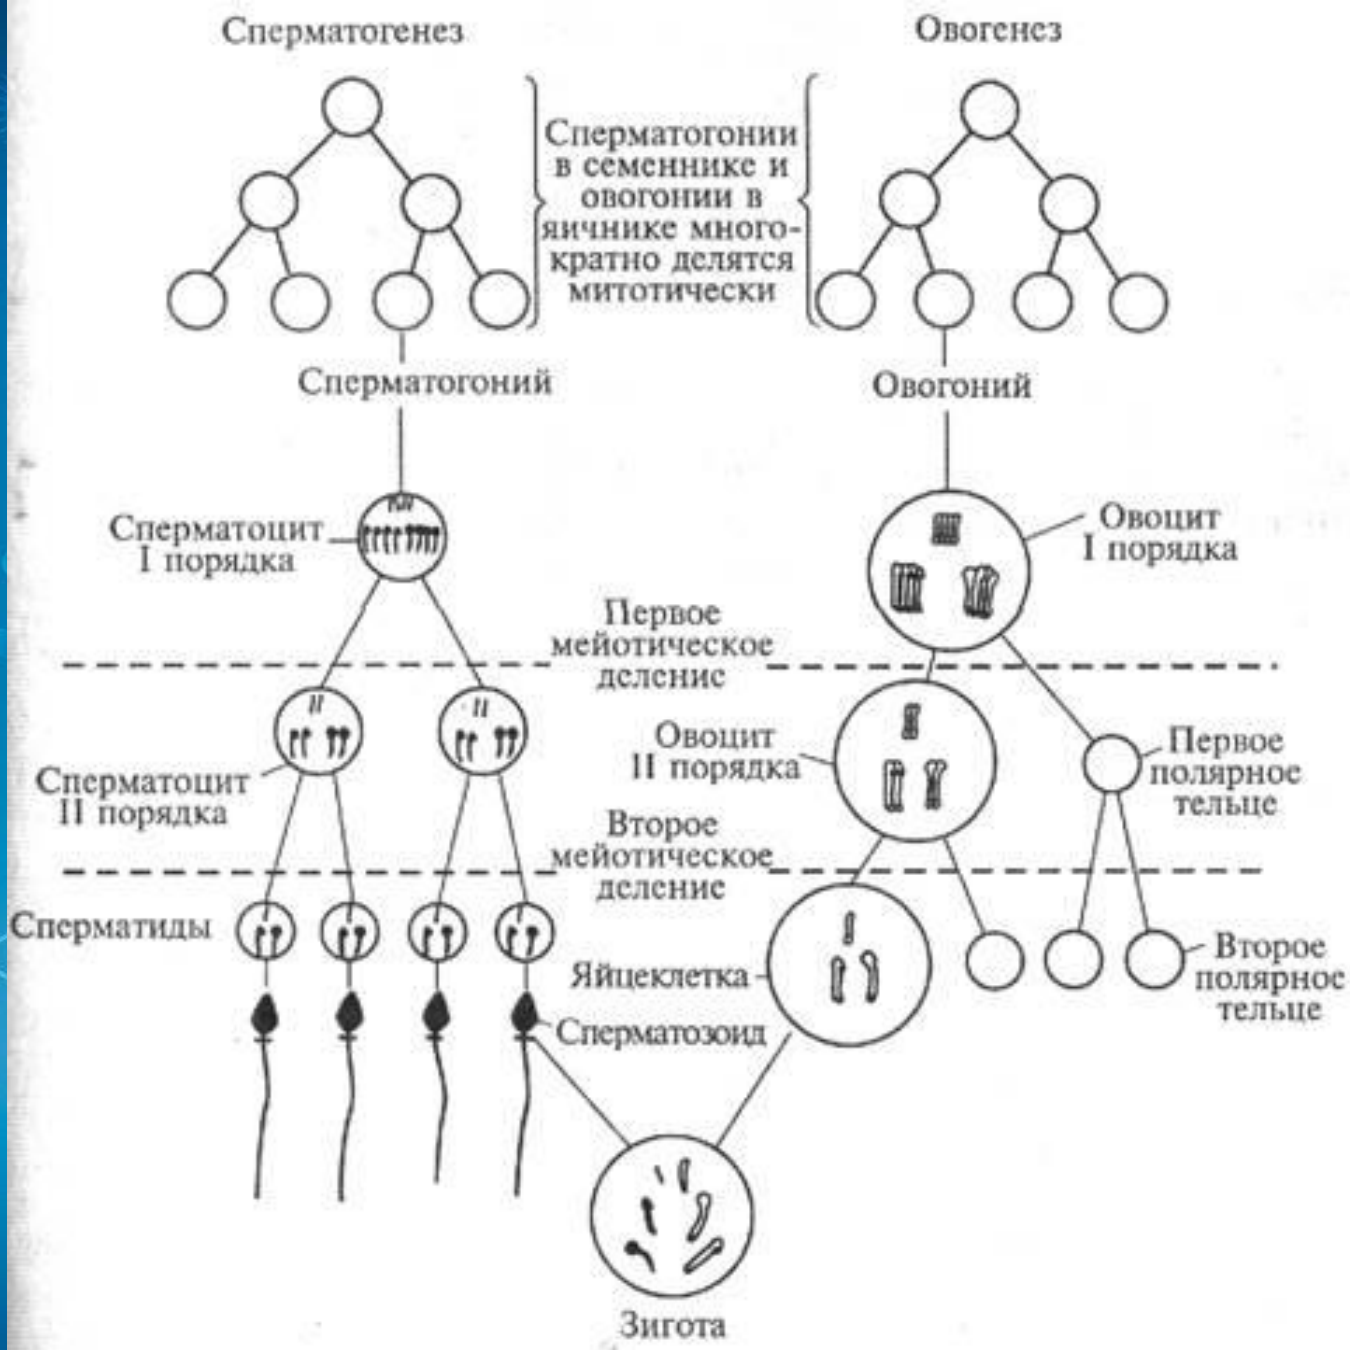 Сперматогенез
Овогенез
Сперматогонии
в семеннике и
овогонии в
яичнике много-
кратно делятся
митотически
Сперматогоний
Овогоний
Сперматоцит
I порядка
Овоцит
I порядка
Первое
мейотическое
деление
Сперматоцит
II порядка
Овоцит
II порядка
Первое
полярное
тельце
Второе
мейотическое
деление
Сперматиды
Яйцеклетка
Второе
полярное
тельце
Сперматозоид
Зигота